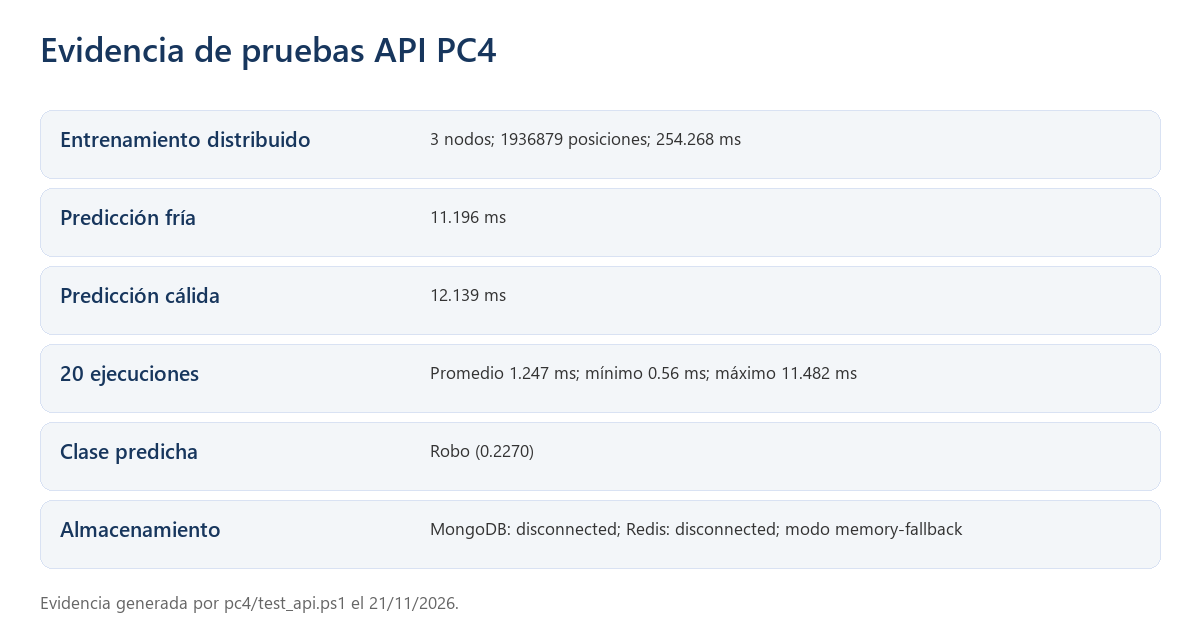 Evidencia de pruebas API PC4
Entrenamiento distribuido 3 nodos; 1936879 posiciones; 254.268 ms
Predicción fría 11.196 ms
Predicción cálida 12.139 ms
20 ejecuciones Promedio 1.247 ms; mínimo 0.56 ms; máximo 11.482 ms
Clase predicha Robo (0.2270)
Almacenamiento MongoDB: disconnected; Redis: disconnected; modo memory-fallback
Evidencia generada por pc4/test_api.ps1 el 21/11/2026.